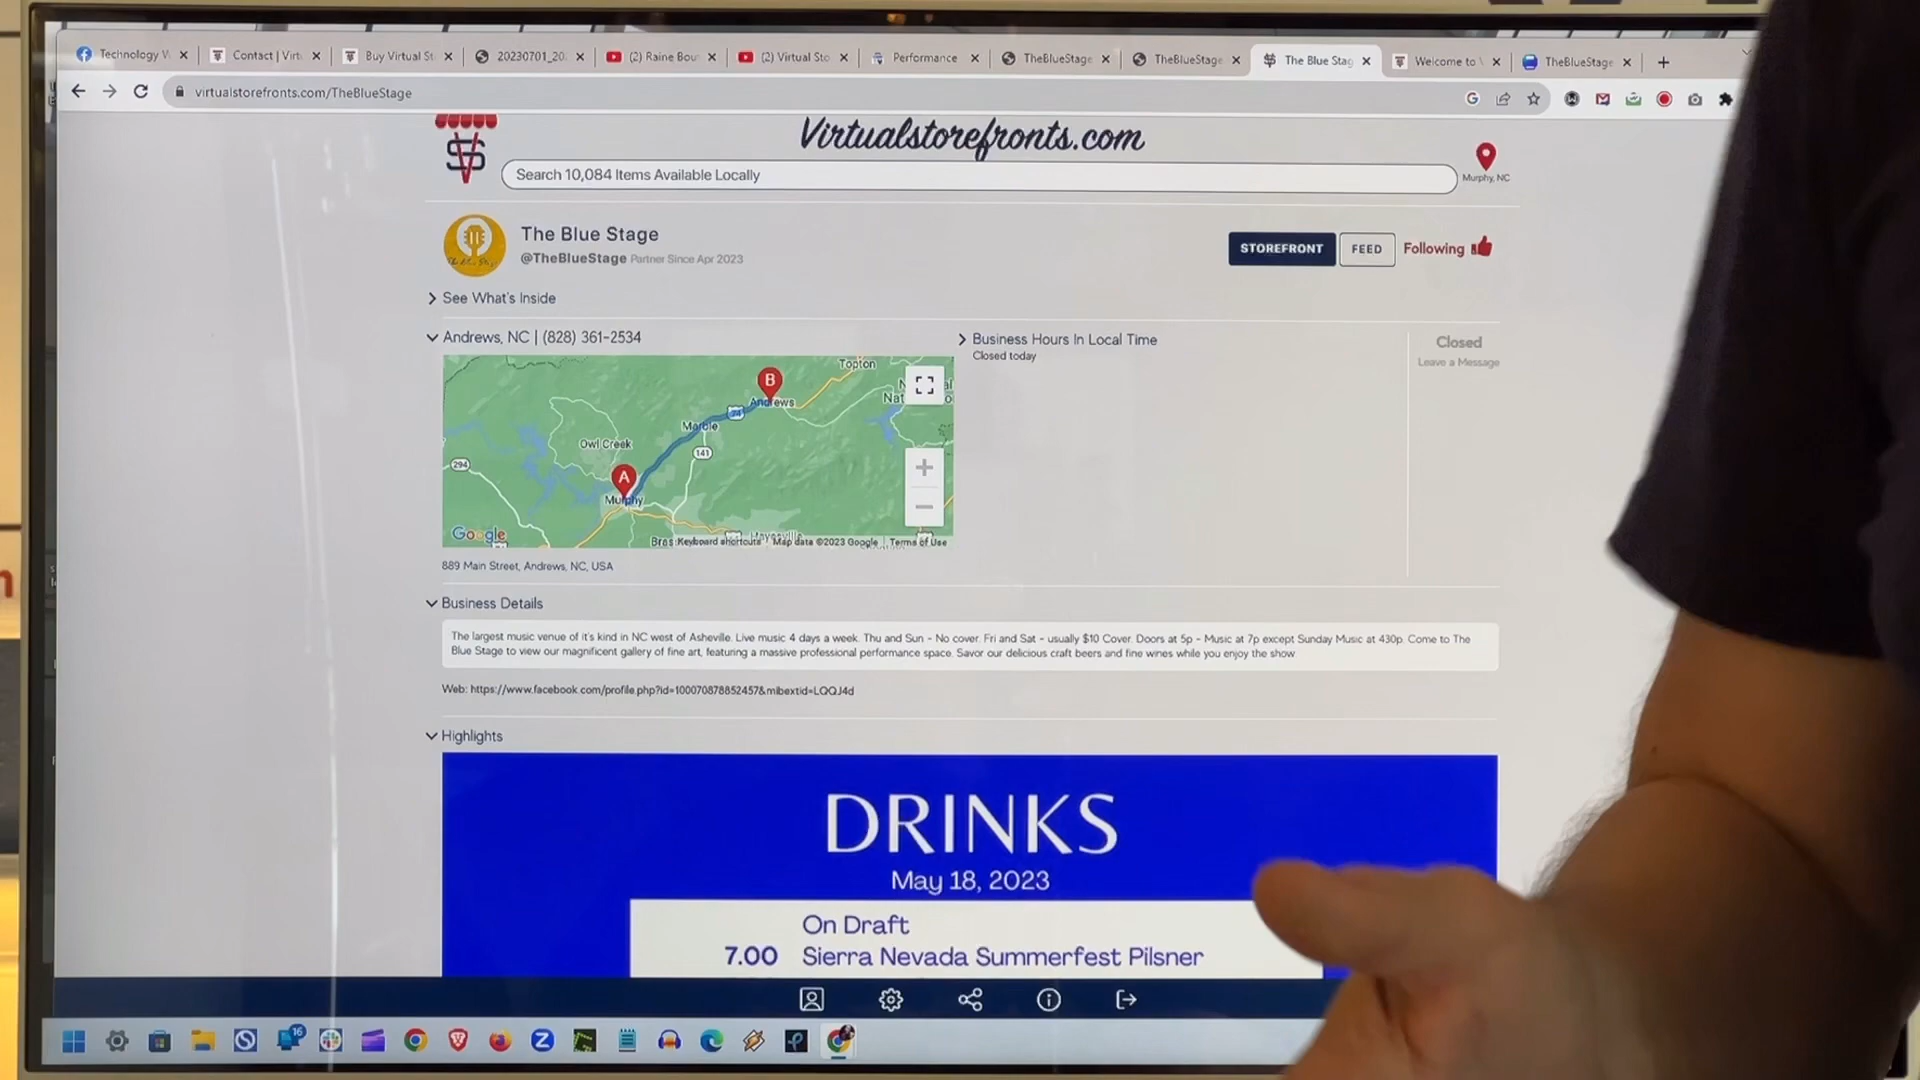 Technology V
Contact | Virtu
Buy Virtual St
20230701_20
(2) Raine Bour
(2) Virtual Sto
Performance
TheBlueStage
TheBlueStage
The Blue Stag
Welcome to V
TheBlueStage
virtualstorefronts.com/TheBlueStage
Virtualstorefronts.com
Search 10,084 Items Available Locally
Murphy, NC
The Blue Stage
@TheBlueStage Partner Since Apr 2023
STOREFRONT
FEED
Following
See What's Inside
Andrews, NC | (828) 361-2534
Business Hours In Local Time
Closed today
Closed
Leave a Message
Topton
B
Andrews
74
Marble
Owl Creek
141
294
A
Murphy
Google
Keyboard shortcuts
Map data ©2023 Google
Terms of Use
889 Main Street, Andrews, NC, USA
Business Details
The largest music venue of it's kind in NC west of Asheville. Live music 4 days a week. Thu and Sun - No cover. Fri and Sat - usually $10 Cover. Doors at 5p - Music at 7p except Sunday Music at 430p. Come to The
Blue Stage to view our magnificent gallery of fine art, featuring a massive professional performance space. Savor our delicious craft beers and fine wines while you enjoy the show.
Web: https://www.facebook.com/profile.php?id=100070878852457&mibextid=LQQJ4d
Highlights
DRINKS
May 18, 2023
On Draft
7.00 Sierra Nevada Summerfest Pilsner
16